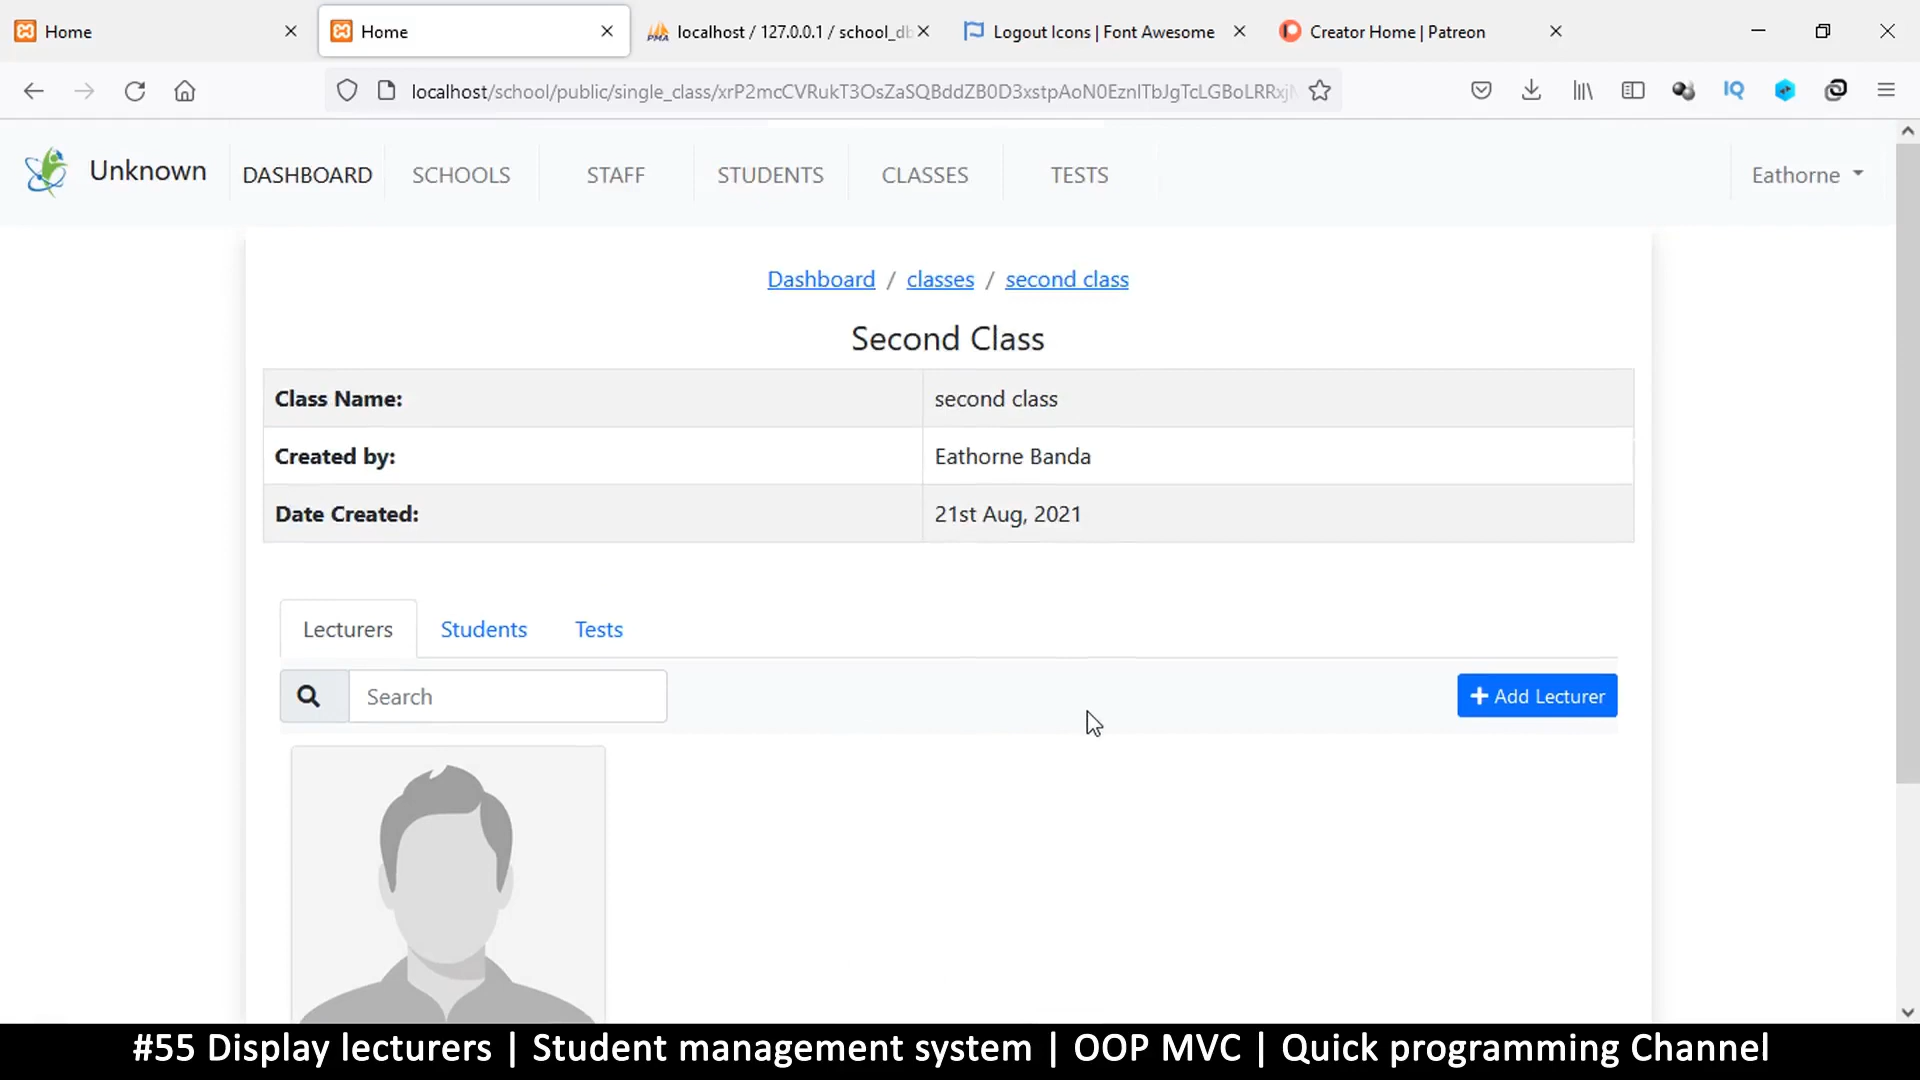 Home
Home
localhost / 127.0.0.1 / school_db
Logout Icons | Font Awesome
Creator Home | Patreon
localhost/school/public/single_class/xrP2mcCVRukT3OsZaSQBddZB0D3xstpAoN0EznlTbJgTcLGBoLRRxj
IQ
Unknown
DASHBOARD
SCHOOLS
STAFF
STUDENTS
CLASSES
TESTS
Eathorne
Dashboard / classes / second class
Second Class
Class Name: second class
Created by: Eathorne Banda
Date Created: 21st Aug, 2021
Lecturers
Students
Tests
Search
Add Lecturer
#55 Display lecturers | Student management system | OOP MVC | Quick programming Channel